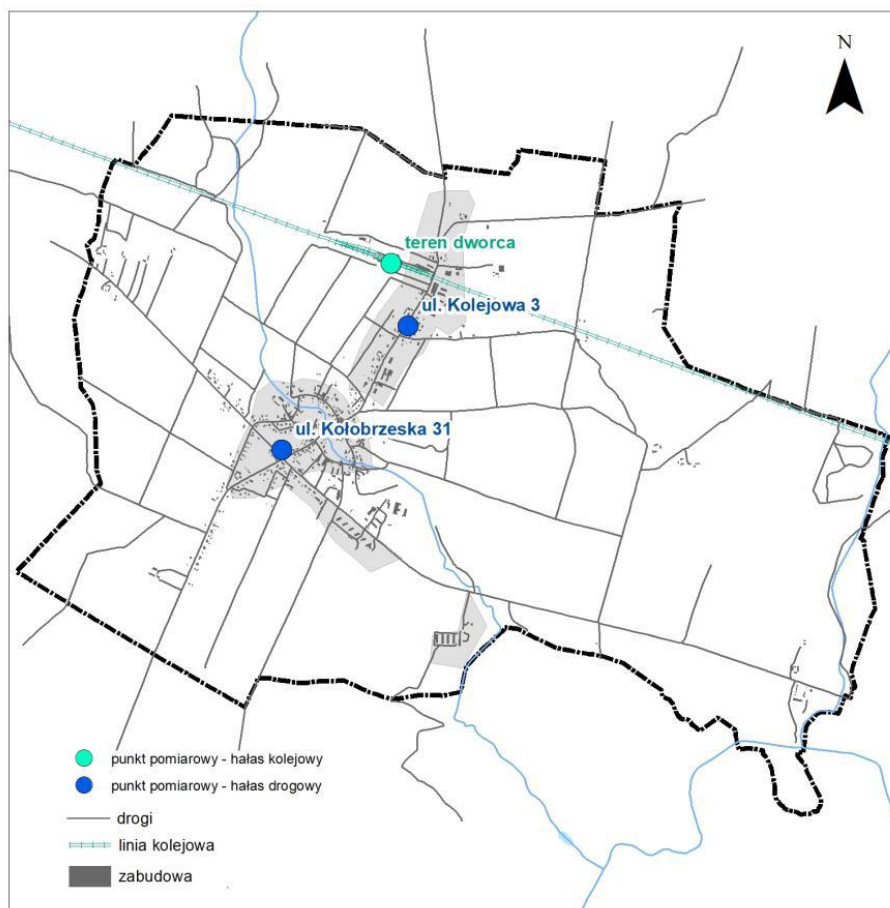 N
teren dworca
ul. Kolejowa 3
ul. Kołobrzeska 31
punkt pomiarowy - hałas kolejowy
punkt pomiarowy - hałas drogowy
drogi
linia kolejowa
zabudowa